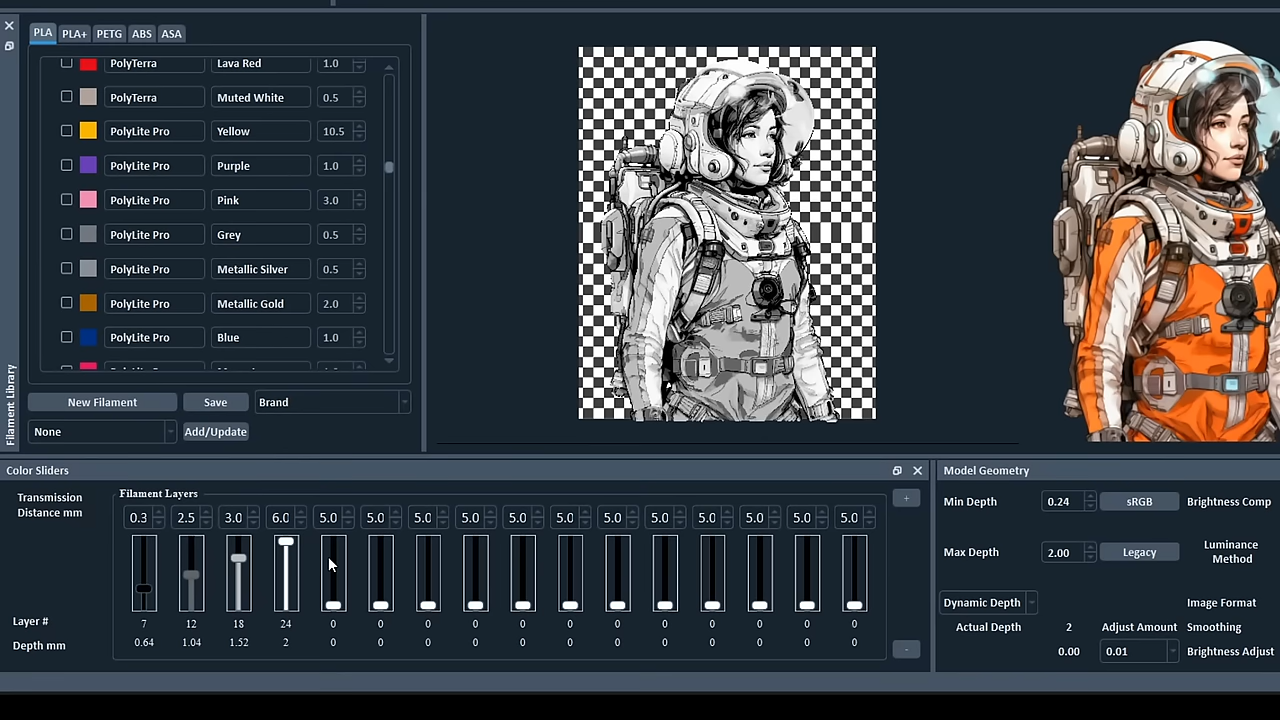 PLA PLA+ PETG ABS ASA
PolyTerra Lava Red 1.0
PolyTerra Muted White 0.5
PolyLite Pro Yellow 10.5
PolyLite Pro Purple 1.0
PolyLite Pro Pink 3.0
PolyLite Pro Grey 0.5
PolyLite Pro Metallic Silver 0.5
PolyLite Pro Metallic Gold 2.0
PolyLite Pro Blue 1.0
Filament Library
New Filament Save Brand
None Add/Update
Color Sliders
Transmission
Distance mm
Filament Layers
0.3 2.5 3.0 6.0 5.0 5.0 5.0 5.0 5.0 5.0 5.0 5.0 5.0 5.0 5.0 5.0
+
Layer # 7 12 18 24 0 0 0 0 0 0 0 0 0 0 0 0
Depth mm 0.64 1.04 1.52 2 0 0 0 0 0 0 0 0 0 0 0 0
-
Model Geometry
Min Depth 0.24 sRGB Brightness Comp
Max Depth 2.00 Legacy Luminance
Method
Dynamic Depth Image Format
Actual Depth 2 Adjust Amount Smoothing
0.00 0.01 Brightness Adjust